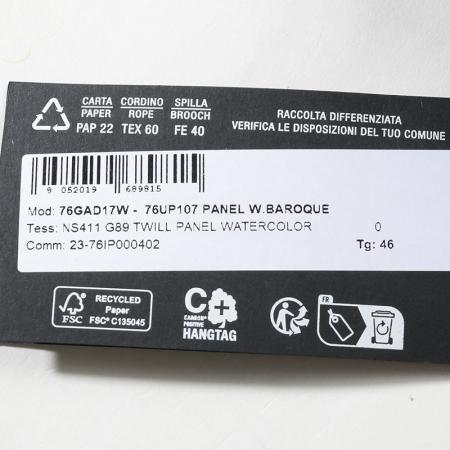 CARTA CORDINO SPILLA
PAPER ROPE BROOCH
PAP 22 TEX 60 FE 40
RACCOLTA DIFFERENZIATA
VERIFICA LE DISPOSIZIONI DEL TUO COMUNE
8 052019 689815
Mod: 76GAD17W - 76UP107 PANEL W.BAROQUE
Tess: NS411 G89 TWILL PANEL WATERCOLOR 0
Comm: 23-76IP000402 Tg: 46
FSC
RECYCLED
Paper
FSC® C135045
C+
CARBON
POSITIVE
HANGTAG
FR